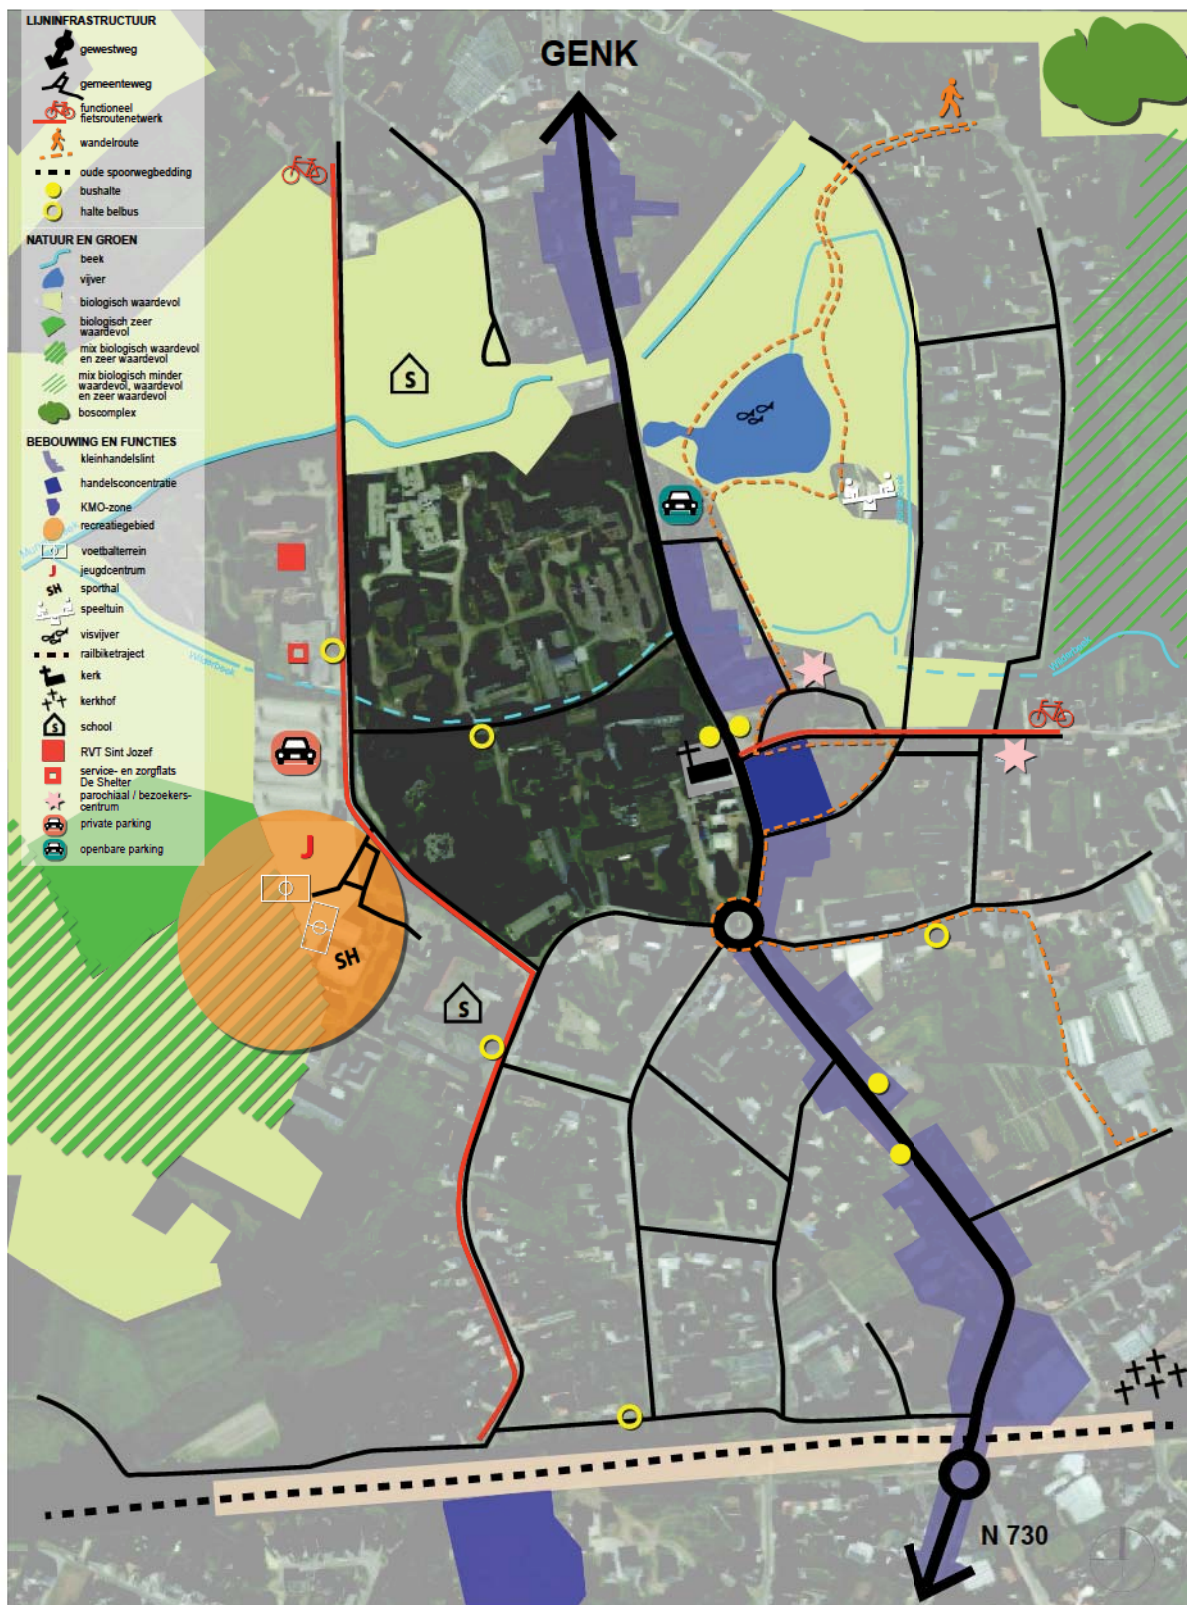 LIJNINFRASTRUCTUUR
gewestweg
gemeenteweg
functioneel
fietsroutenetwerk
wandelroute
oude spoorwegbedding
bushalte
halte belbus
NATUUR EN GROEN
beek
vijver
biologisch waardevol
biologisch zeer
waardevol
mix biologisch waardevol
en zeer waardevol
mix biologisch minder
waardevol, waardevol
en zeer waardevol
boscomplex
BEBOUWING EN FUNCTIES
kleinhandelslint
handelsconcentratie
KMO-zone
recreatiegebied
voetbalterrein
J
jeugdcentrum
SH
sporthal
speeltuin
visvijver
railbiketraject
kerk
kerkhof
S
school
RVT Sint Jozef
service- en zorgflats
De Shelter
parochiaal / bezoekers-
centrum
private parking
openbare parking
GENK
S
Wilderbeek
Wilderbeek
J
SH
S
N 730